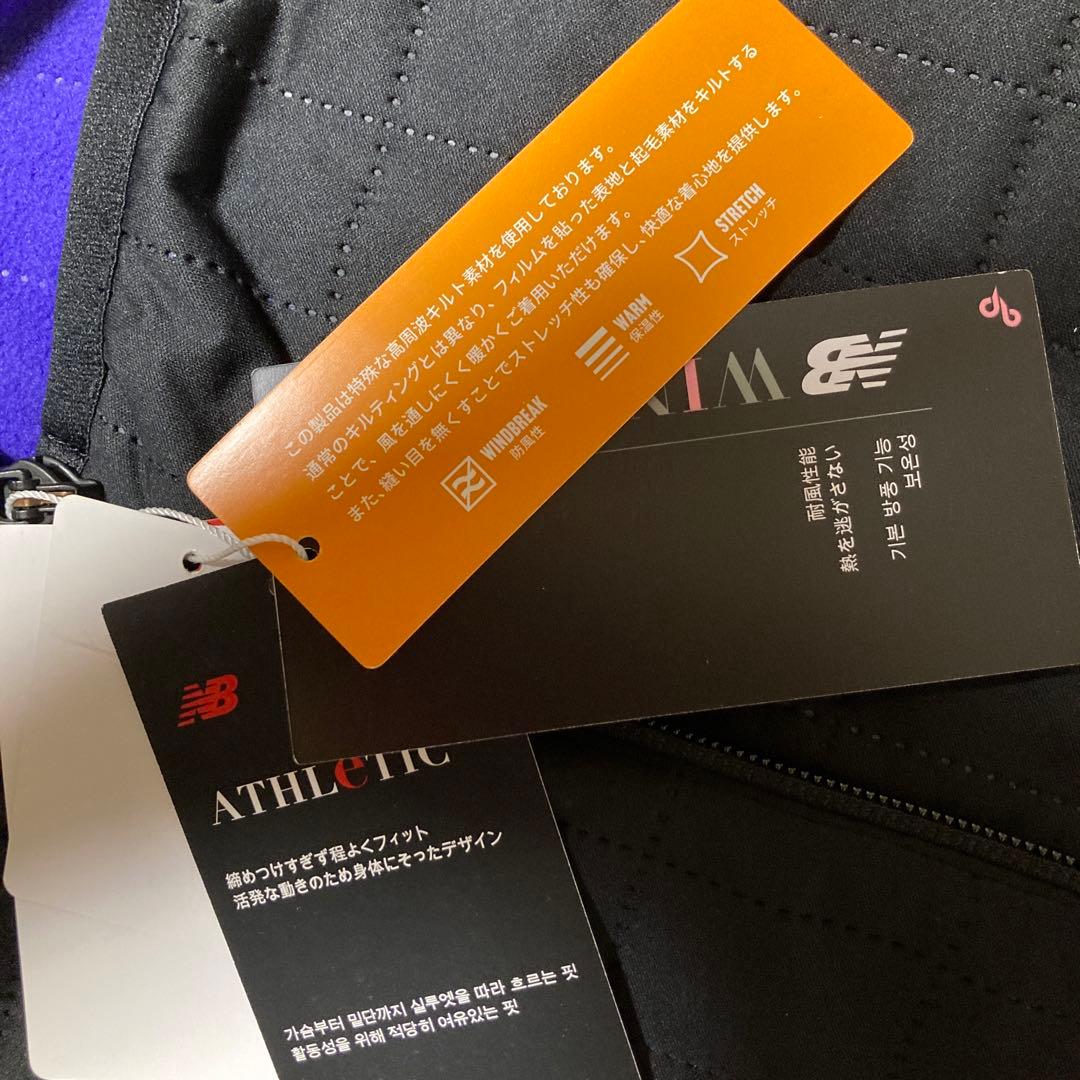 この製品は特殊な高周波キルト素材を使用しております。
通常のキルティングとは異なり、フィルムを貼った表地と起毛素材をキルトする
ことで、風を通しにくく暖かくご着用いただけます。
また、縫い目を無くすことでストレッチ性も確保し、快適な着心地を提供します。
WINDBREAK
防風性
WARM
保温性
STRETCH
ストレッチ
NB
WIN
耐風性能
熱を逃がさない
기본 방풍 기능
보온성
NB
ATHLeTIC
締めつけすぎず程よくフィット
活発な動きのため身体にそったデザイン
가슴부터 밑단까지 실루엣을 따라 흐르는 핏
활동성을 위해 적당히 여유있는 핏